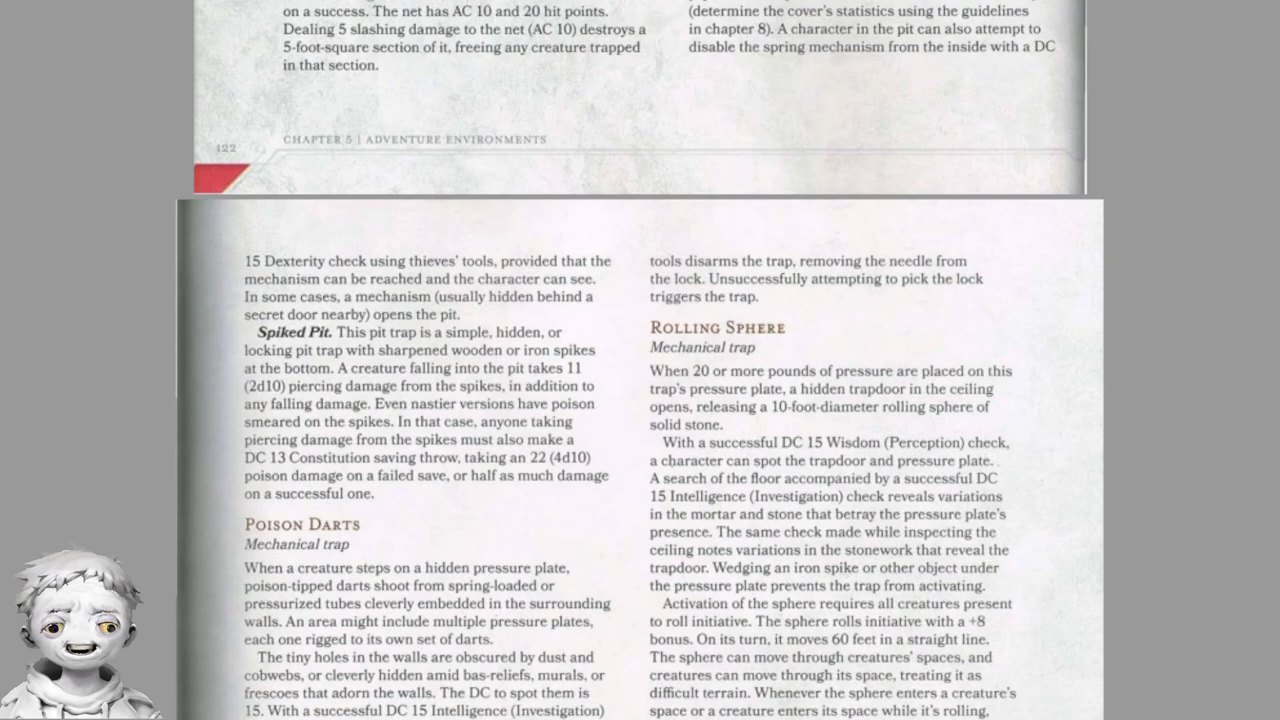 on a success. The net has AC 10 and 20 hit points.
Dealing 5 slashing damage to the net (AC 10) destroys a
5-foot-square section of it, freeing any creature trapped
in that section.
(determine the cover's statistics using the guidelines
in chapter 8). A character in the pit can also attempt to
disable the spring mechanism from the inside with a DC
122
CHAPTER 5 | ADVENTURE ENVIRONMENTS
15 Dexterity check using thieves' tools, provided that the
mechanism can be reached and the character can see.
In some cases, a mechanism (usually hidden behind a
secret door nearby) opens the pit.
Spiked Pit. This pit trap is a simple, hidden, or
locking pit trap with sharpened wooden or iron spikes
at the bottom. A creature falling into the pit takes 11
(2d10) piercing damage from the spikes, in addition to
any falling damage. Even nastier versions have poison
smeared on the spikes. In that case, anyone taking
piercing damage from the spikes must also make a
DC 13 Constitution saving throw, taking an 22 (4d10)
poison damage on a failed save, or half as much damage
on a successful one.
POISON DARTS
Mechanical trap
When a creature steps on a hidden pressure plate,
poison-tipped darts shoot from spring-loaded or
pressurized tubes cleverly embedded in the surrounding
walls. An area might include multiple pressure plates,
each one rigged to its own set of darts.
The tiny holes in the walls are obscured by dust and
cobwebs, or cleverly hidden amid bas-reliefs, murals, or
frescoes that adorn the walls. The DC to spot them is
15. With a successful DC 15 Intelligence (Investigation)
tools disarms the trap, removing the needle from
the lock. Unsuccessfully attempting to pick the lock
triggers the trap.
ROLLING SPHERE
Mechanical trap
When 20 or more pounds of pressure are placed on this
trap's pressure plate, a hidden trapdoor in the ceiling
opens, releasing a 10-foot-diameter rolling sphere of
solid stone.
With a successful DC 15 Wisdom (Perception) check,
a character can spot the trapdoor and pressure plate.
A search of the floor accompanied by a successful DC
15 Intelligence (Investigation) check reveals variations
in the mortar and stone that betray the pressure plate's
presence. The same check made while inspecting the
ceiling notes variations in the stonework that reveal the
trapdoor. Wedging an iron spike or other object under
the pressure plate prevents the trap from activating.
Activation of the sphere requires all creatures present
to roll initiative. The sphere rolls initiative with a +8
bonus. On its turn, it moves 60 feet in a straight line.
The sphere can move through creatures' spaces, and
creatures can move through its space, treating it as
difficult terrain. Whenever the sphere enters a creature's
space or a creature enters its space while it's rolling,